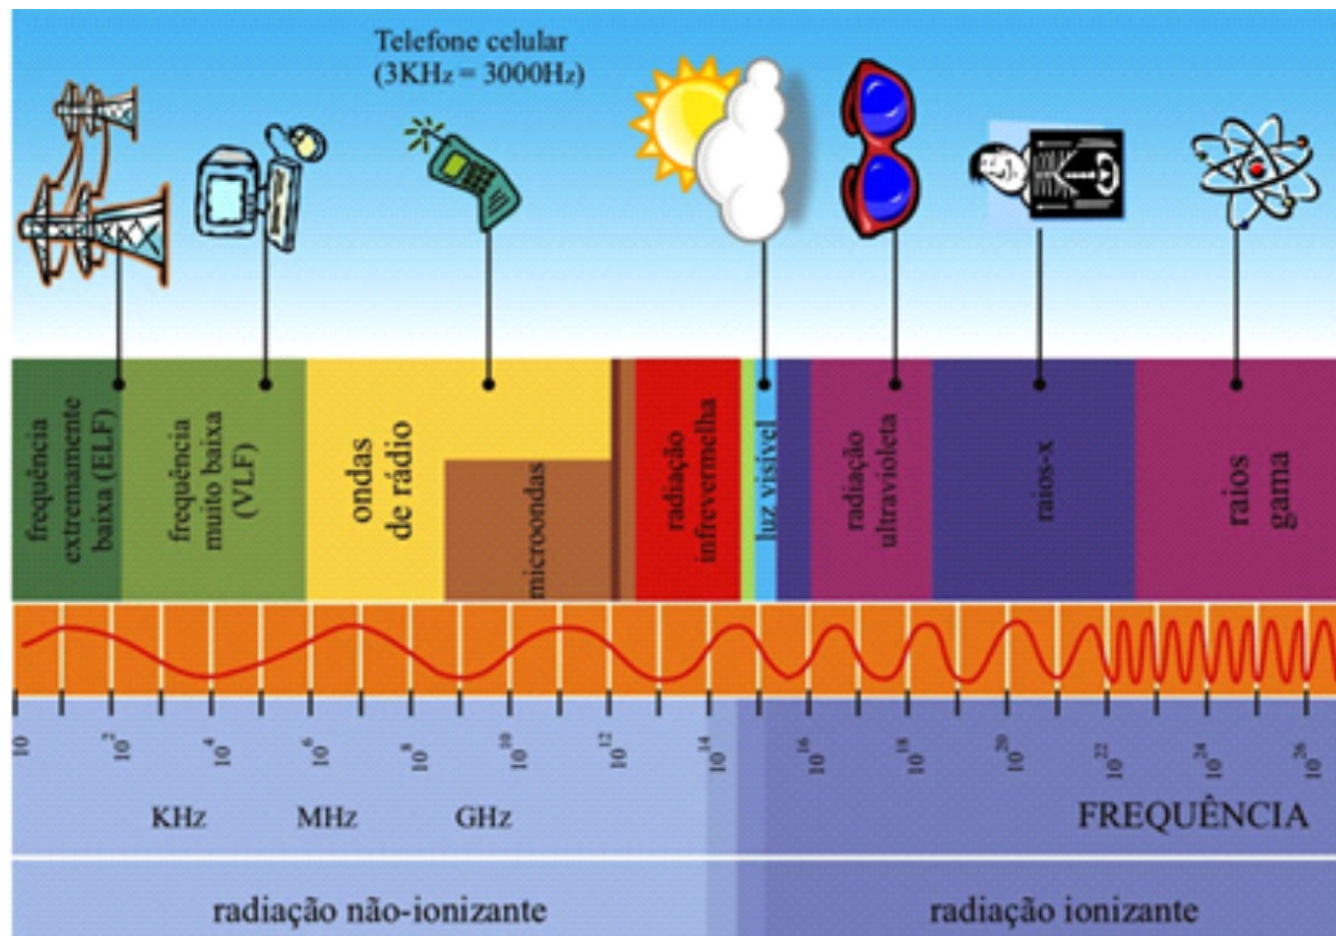 Telefone celular
(3KHz = 3000Hz)
frequência
extremamente
baixa (ELF)
frequência
muito baixa
(VLF)
ondas
de rádio
microondas
radiação
infrevermelha
luz visível
radiação
ultravioleta
raios-x
raios
gama
10 10² 10⁴ 10⁶ 10⁸ 10¹⁰ 10¹² 10¹⁴ 10¹⁶ 10¹⁸ 10²⁰ 10²² 10²⁴ 10²⁶
KHz MHz GHz FREQUÊNCIA
radiação não-ionizante radiação ionizante